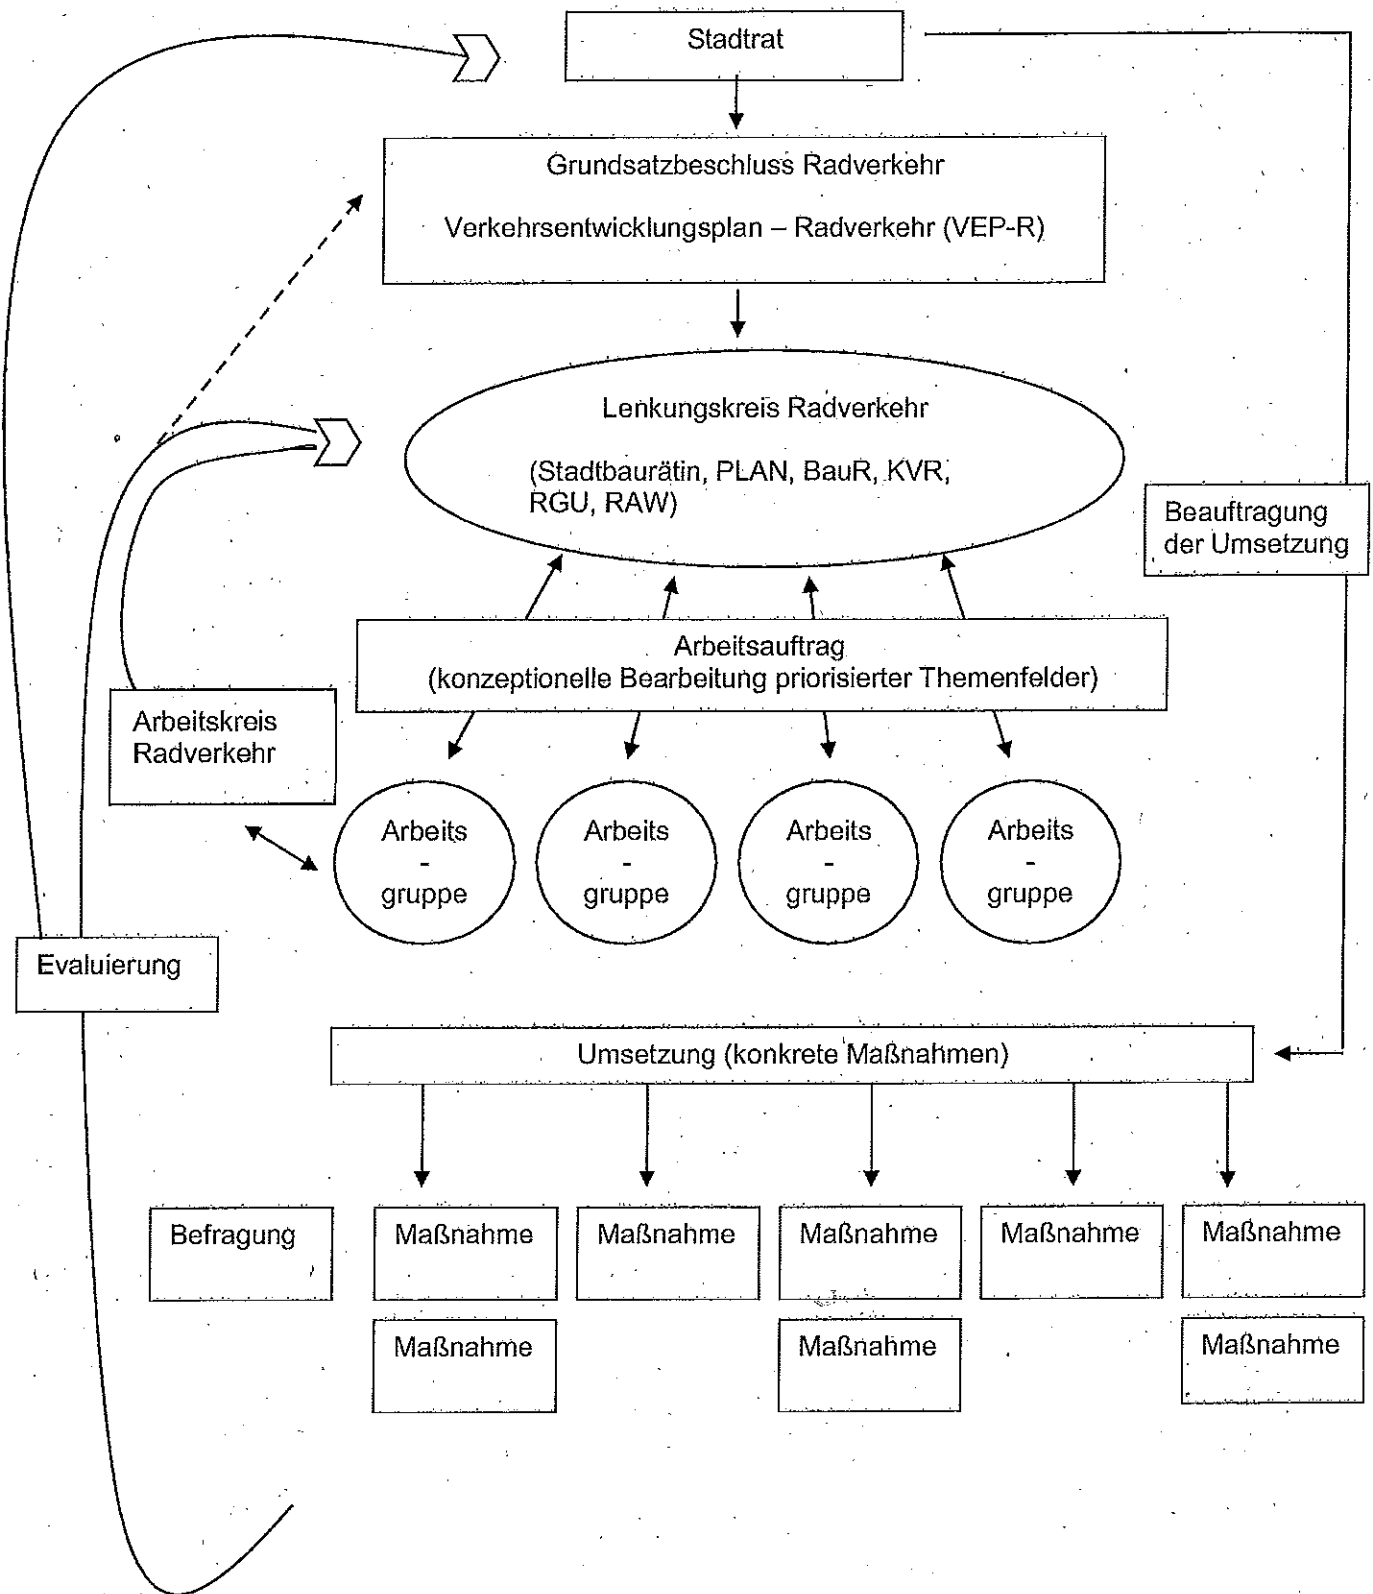 Stadtrat
Grundsatzbeschluss Radverkehr
Verkehrsentwicklungsplan – Radverkehr (VEP-R)
Lenkungskreis Radverkehr
(Stadtbaurätin, PLAN, BauR, KVR,
RGU, RAW)
Beauftragung
der Umsetzung
Arbeitsauftrag
(konzeptionelle Bearbeitung priorisierter Themenfelder)
Arbeitskreis
Radverkehr
Arbeits
-
gruppe
Arbeits
-
gruppe
Arbeits
-
gruppe
Arbeits
-
gruppe
Evaluierung
Umsetzung (konkrete Maßnahmen)
Befragung
Maßnahme
Maßnahme
Maßnahme
Maßnahme
Maßnahme
Maßnahme
Maßnahme
Maßnahme